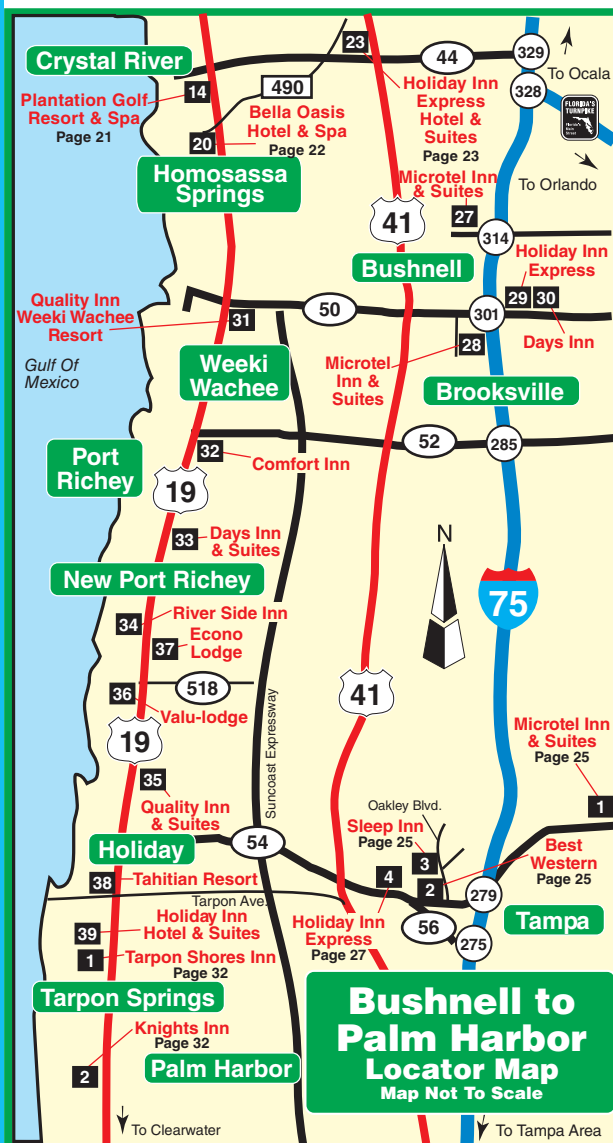 23
44
329
Crystal River
To Ocala
490
Plantation Golf
Resort & Spa
Page 21
14
Bella Oasis
Hotel & Spa
Page 22
20
Holiday Inn
Express
Hotel &
Suites
Page 23
328
FLORIDA'S
TURNPIKE
To Orlando
Homosassa
Springs
Microtel Inn
& Suites
27
41
314
Bushnell
Holiday Inn
Express
29
30
Quality Inn
Weeki Wachee
Resort
31
50
301
Days Inn
28
Gulf Of
Mexico
Weeki
Wachee
Microtel
Inn &
Suites
Brooksville
Port
Richey
32
Comfort Inn
52
285
19
33
Days Inn
& Suites
N
New Port Richey
75
34
River Side Inn
37
Econo
Lodge
36
518
Valu-lodge
41
19
Suncoast Expressway
Microtel Inn
& Suites
Page 25
1
35
Quality Inn
& Suites
Oakley Blvd.
Sleep Inn
Page 25
3
Holiday
54
Best
Western
Page 25
38
Tahitian Resort
4
2
279
Tarpon Ave.
39
Holiday Inn
Hotel & Suites
Holiday Inn
Express
Page 27
56
Tampa
275
1
Tarpon Shores Inn
Page 32
Tarpon Springs
Bushnell to
Palm Harbor
Locator Map
Map Not To Scale
Knights Inn
Page 32
2
Palm Harbor
To Clearwater
To Tampa Area